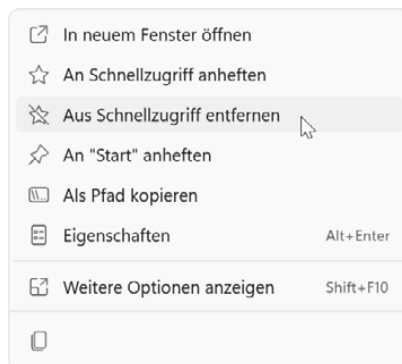 In neuem Fenster öffnen
An Schnellzugriff anheften
Aus Schnellzugriff entfernen
An "Start" anheften
Als Pfad kopieren
Eigenschaften Alt+Enter
Weitere Optionen anzeigen Shift+F10